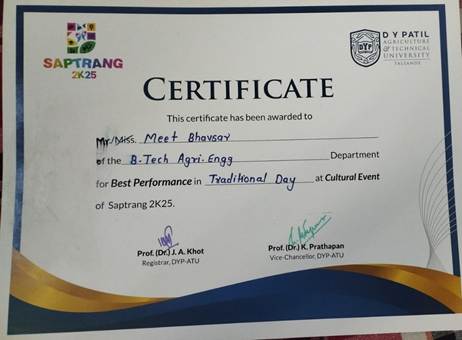 SAPTRANG
2K25
D Y PATIL
AGRICULTURE
& TECHNICAL
UNIVERSITY
TALSANDE
CERTIFICATE
This certificate has been awarded to
Mr./Miss. Meet Bhavsar
of the B.Tech Agri.Engg Department
for Best Performance in Traditional Day at Cultural Event
of Saptrang 2K25.
Prof. (Dr.) J. A. Khot
Registrar, DYP-ATU
Prof. (Dr.) K. Prathapan
Vice-Chancellor, DYP-ATU